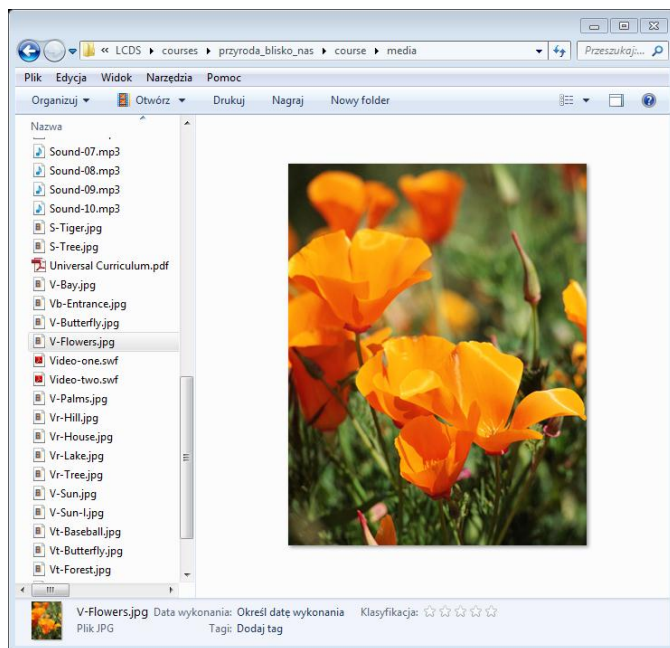 « LCDS ▸ courses ▸ przyroda_blisko_nas ▸ course ▸ media
Przeszukaj:...
Plik Edycja Widok Narzędzia Pomoc
Organizuj Otwórz Drukuj Nagraj Nowy folder
Nazwa
Sound-07.mp3
Sound-08.mp3
Sound-09.mp3
Sound-10.mp3
S-Tiger.jpg
S-Tree.jpg
Universal Curriculum.pdf
V-Bay.jpg
Vb-Entrance.jpg
V-Butterfly.jpg
V-Flowers.jpg
Video-one.swf
Video-two.swf
V-Palms.jpg
Vr-Hill.jpg
Vr-House.jpg
Vr-Lake.jpg
Vr-Tree.jpg
V-Sun.jpg
V-Sun-l.jpg
Vt-Baseball.jpg
Vt-Butterfly.jpg
Vt-Forest.jpg
V-Flowers.jpg Data wykonania: Określ datę wykonania Klasyfikacja:
Plik JPG Tagi: Dodaj tag